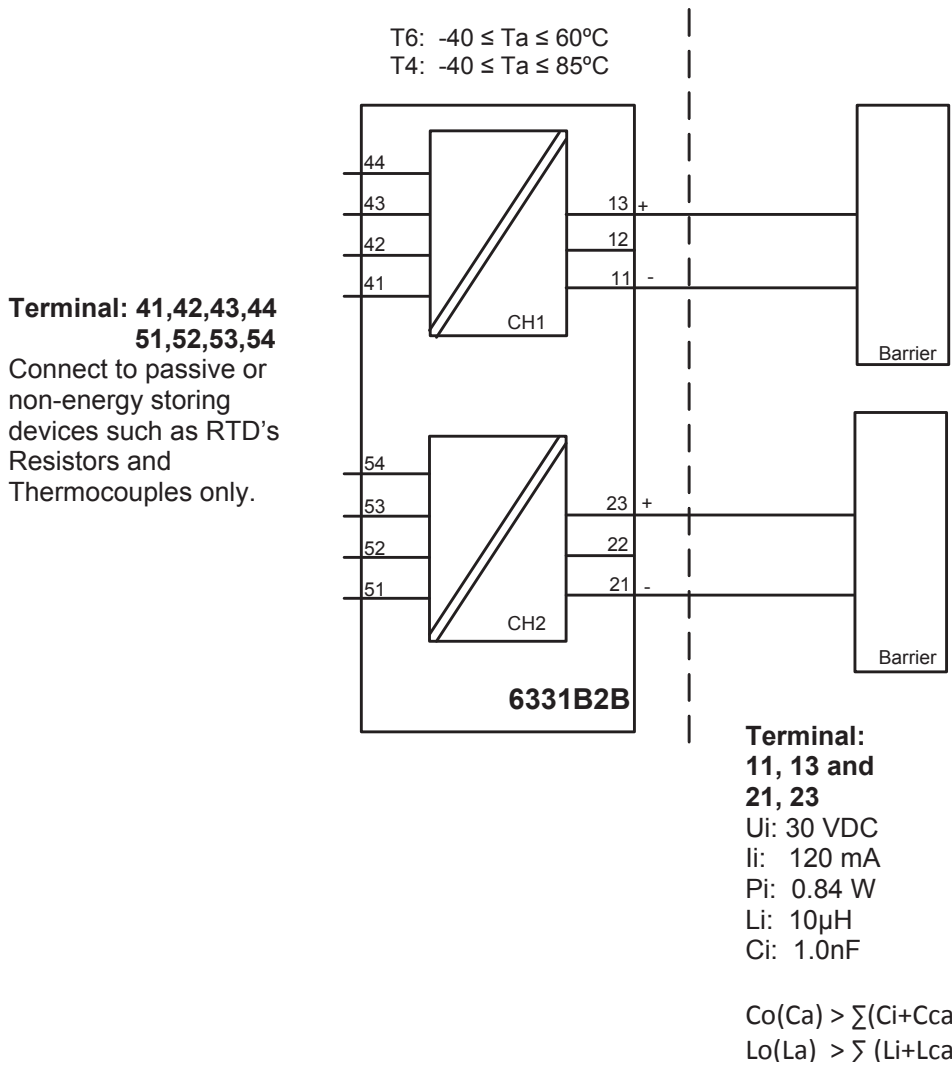 T6: -40 ≤ Ta ≤ 60ºC
T4: -40 ≤ Ta ≤ 85ºC
44
43
42
41
13 +
12
11 -
CH1
Barrier
Terminal: 41,42,43,44
51,52,53,54
Connect to passive or
non-energy storing
devices such as RTD’s
Resistors and
Thermocouples only.
54
53
52
51
23 +
22
21 -
CH2
Barrier
6331B2B
Terminal:
11, 13 and
21, 23
Ui: 30 VDC
Ii: 120 mA
Pi: 0.84 W
Li: 10µH
Ci: 1.0nF
Co(Ca) > ∑(Ci+Cca
Lo(La) > ∑ (Li+Lca